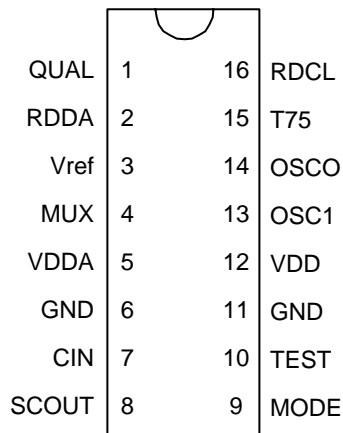 QUAL 1 16 RDCL
RDDA 2 15 T75
Vref 3 14 OSCO
MUX 4 13 OSC1
VDDA 5 12 VDD
GND 6 11 GND
CIN 7 10 TEST
SCOUT 8 9 MODE